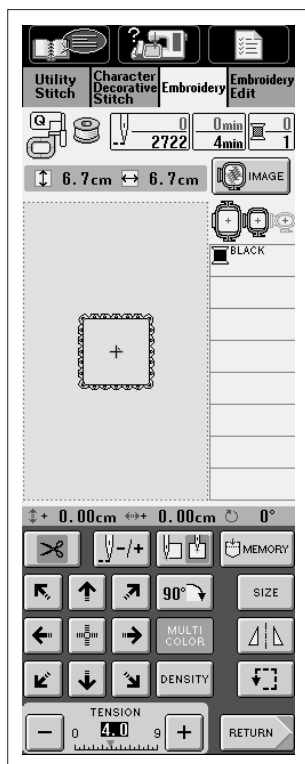 Utility Stitch
Character Decorative Stitch
Embroidery
Embroidery Edit
Q
0
2722
0min
4min
0
1
6.7cm 6.7cm
IMAGE
BLACK
+ 0.00cm + 0.00cm 0°
-/+
MEMORY
90°
SIZE
MULTI COLOR
DENSITY
TENSION
− 0 4.0 9 +
RETURN